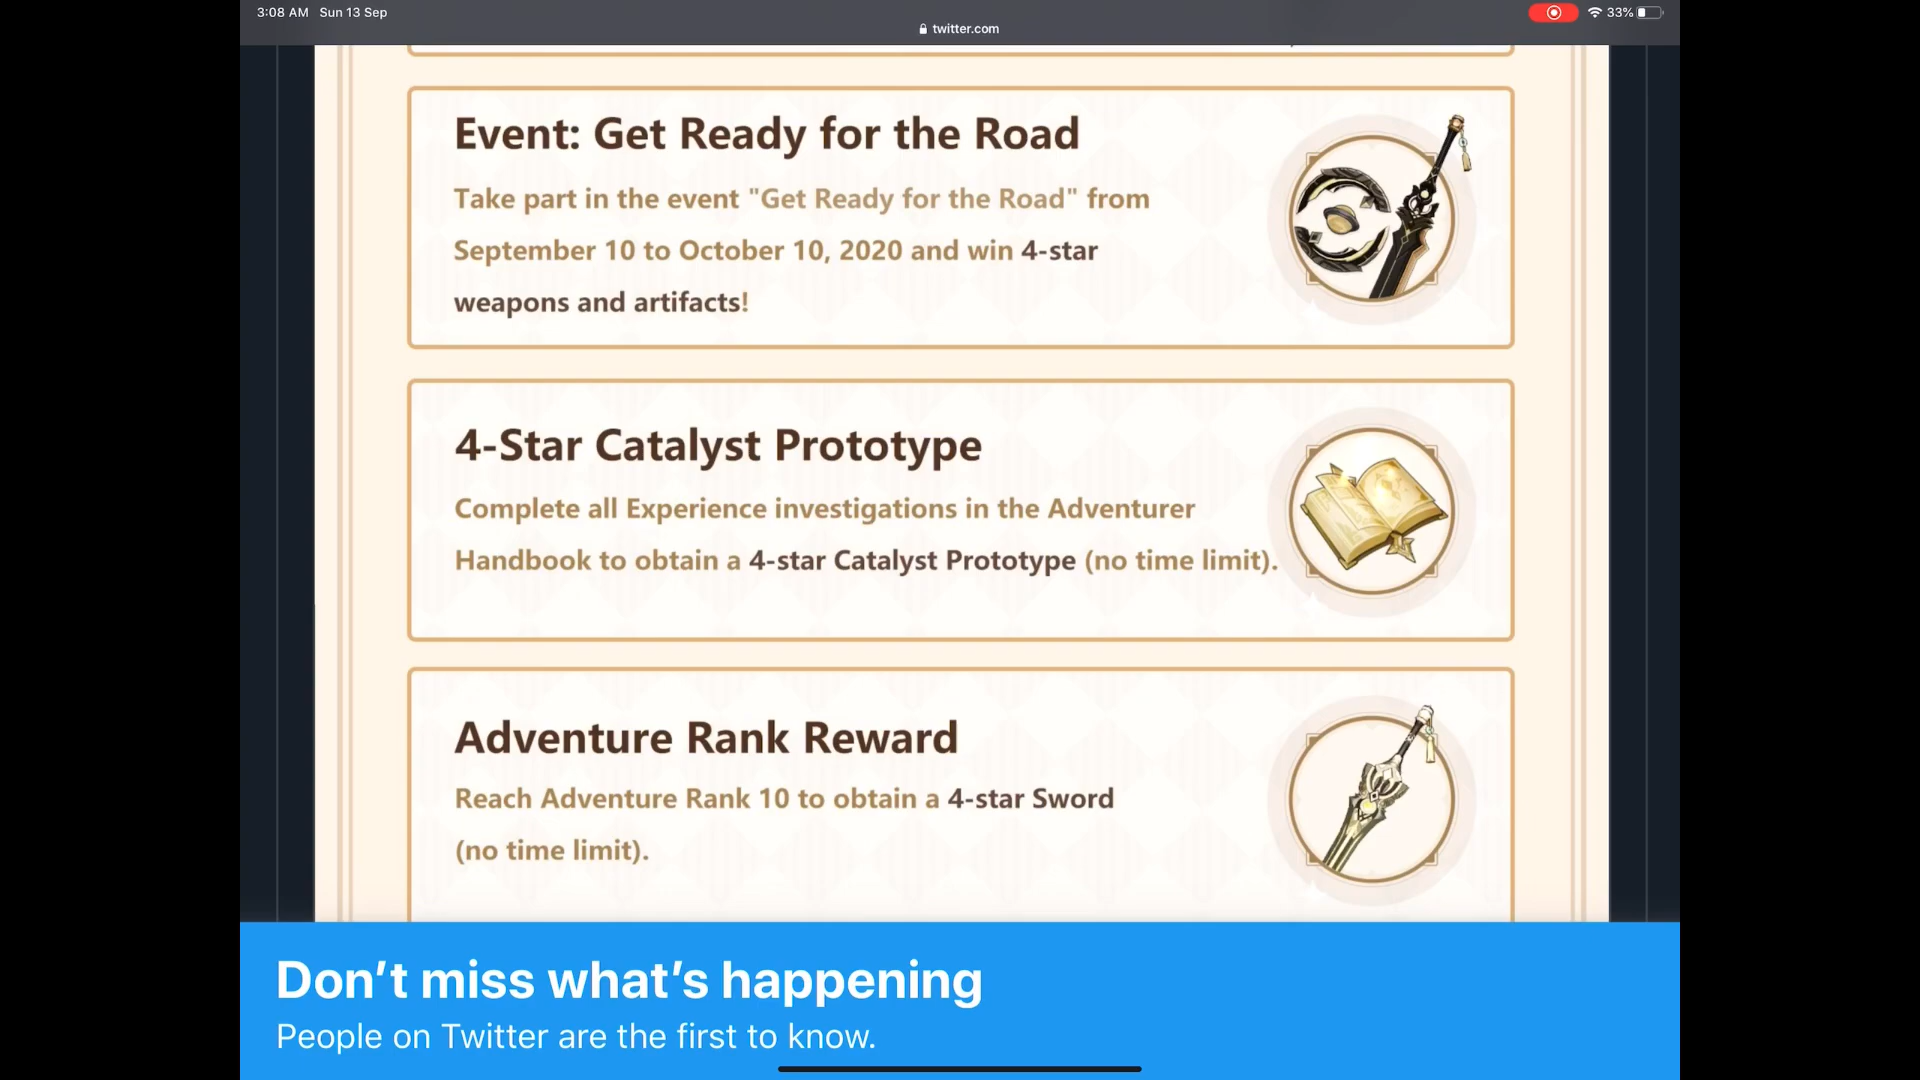 3:08 AM Sun 13 Sep
33%
twitter.com
Event: Get Ready for the Road
Take part in the event "Get Ready for the Road" from
September 10 to October 10, 2020 and win 4-star
weapons and artifacts!
4-Star Catalyst Prototype
Complete all Experience investigations in the Adventurer
Handbook to obtain a 4-star Catalyst Prototype (no time limit).
Adventure Rank Reward
Reach Adventure Rank 10 to obtain a 4-star Sword
(no time limit).
Don’t miss what’s happening
People on Twitter are the first to know.